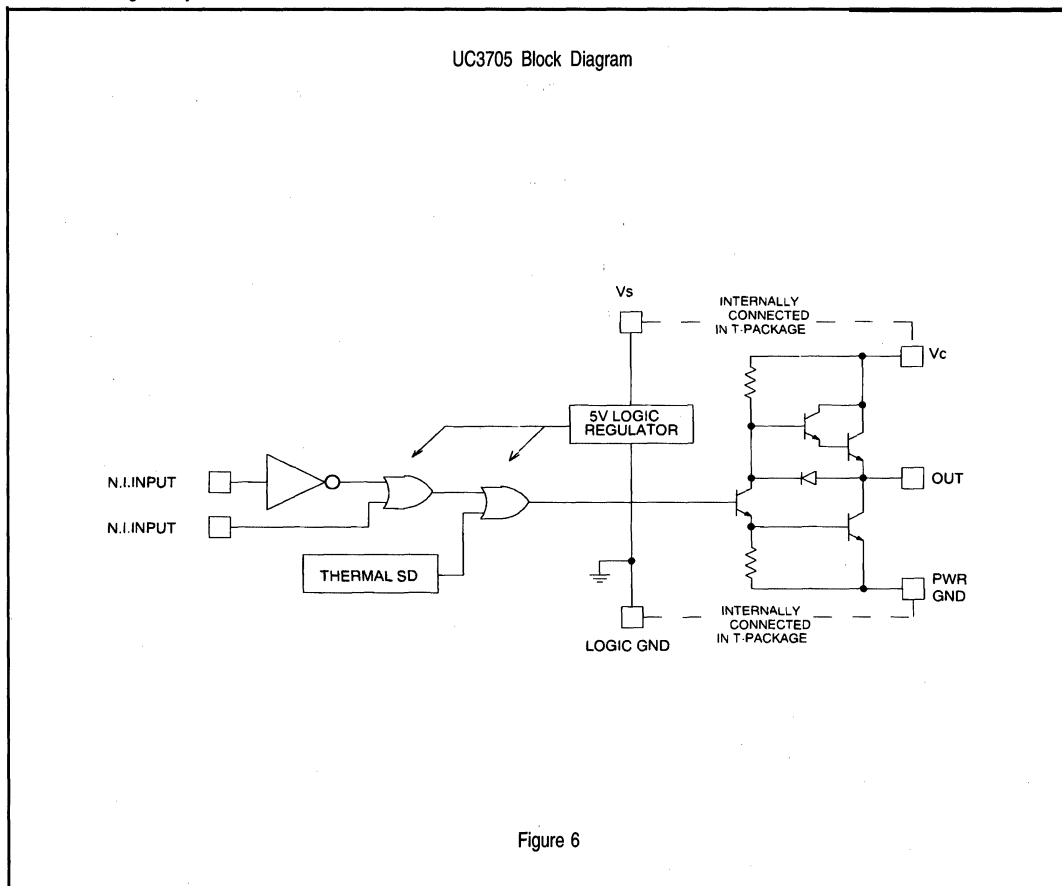 UC3705 Block Diagram
Vs
INTERNALLY
CONNECTED
IN T-PACKAGE
Vc
5V LOGIC
REGULATOR
N.I.INPUT
OUT
N.I.INPUT
THERMAL SD
PWR
GND
INTERNALLY
CONNECTED
IN T-PACKAGE
LOGIC GND
Figure 6